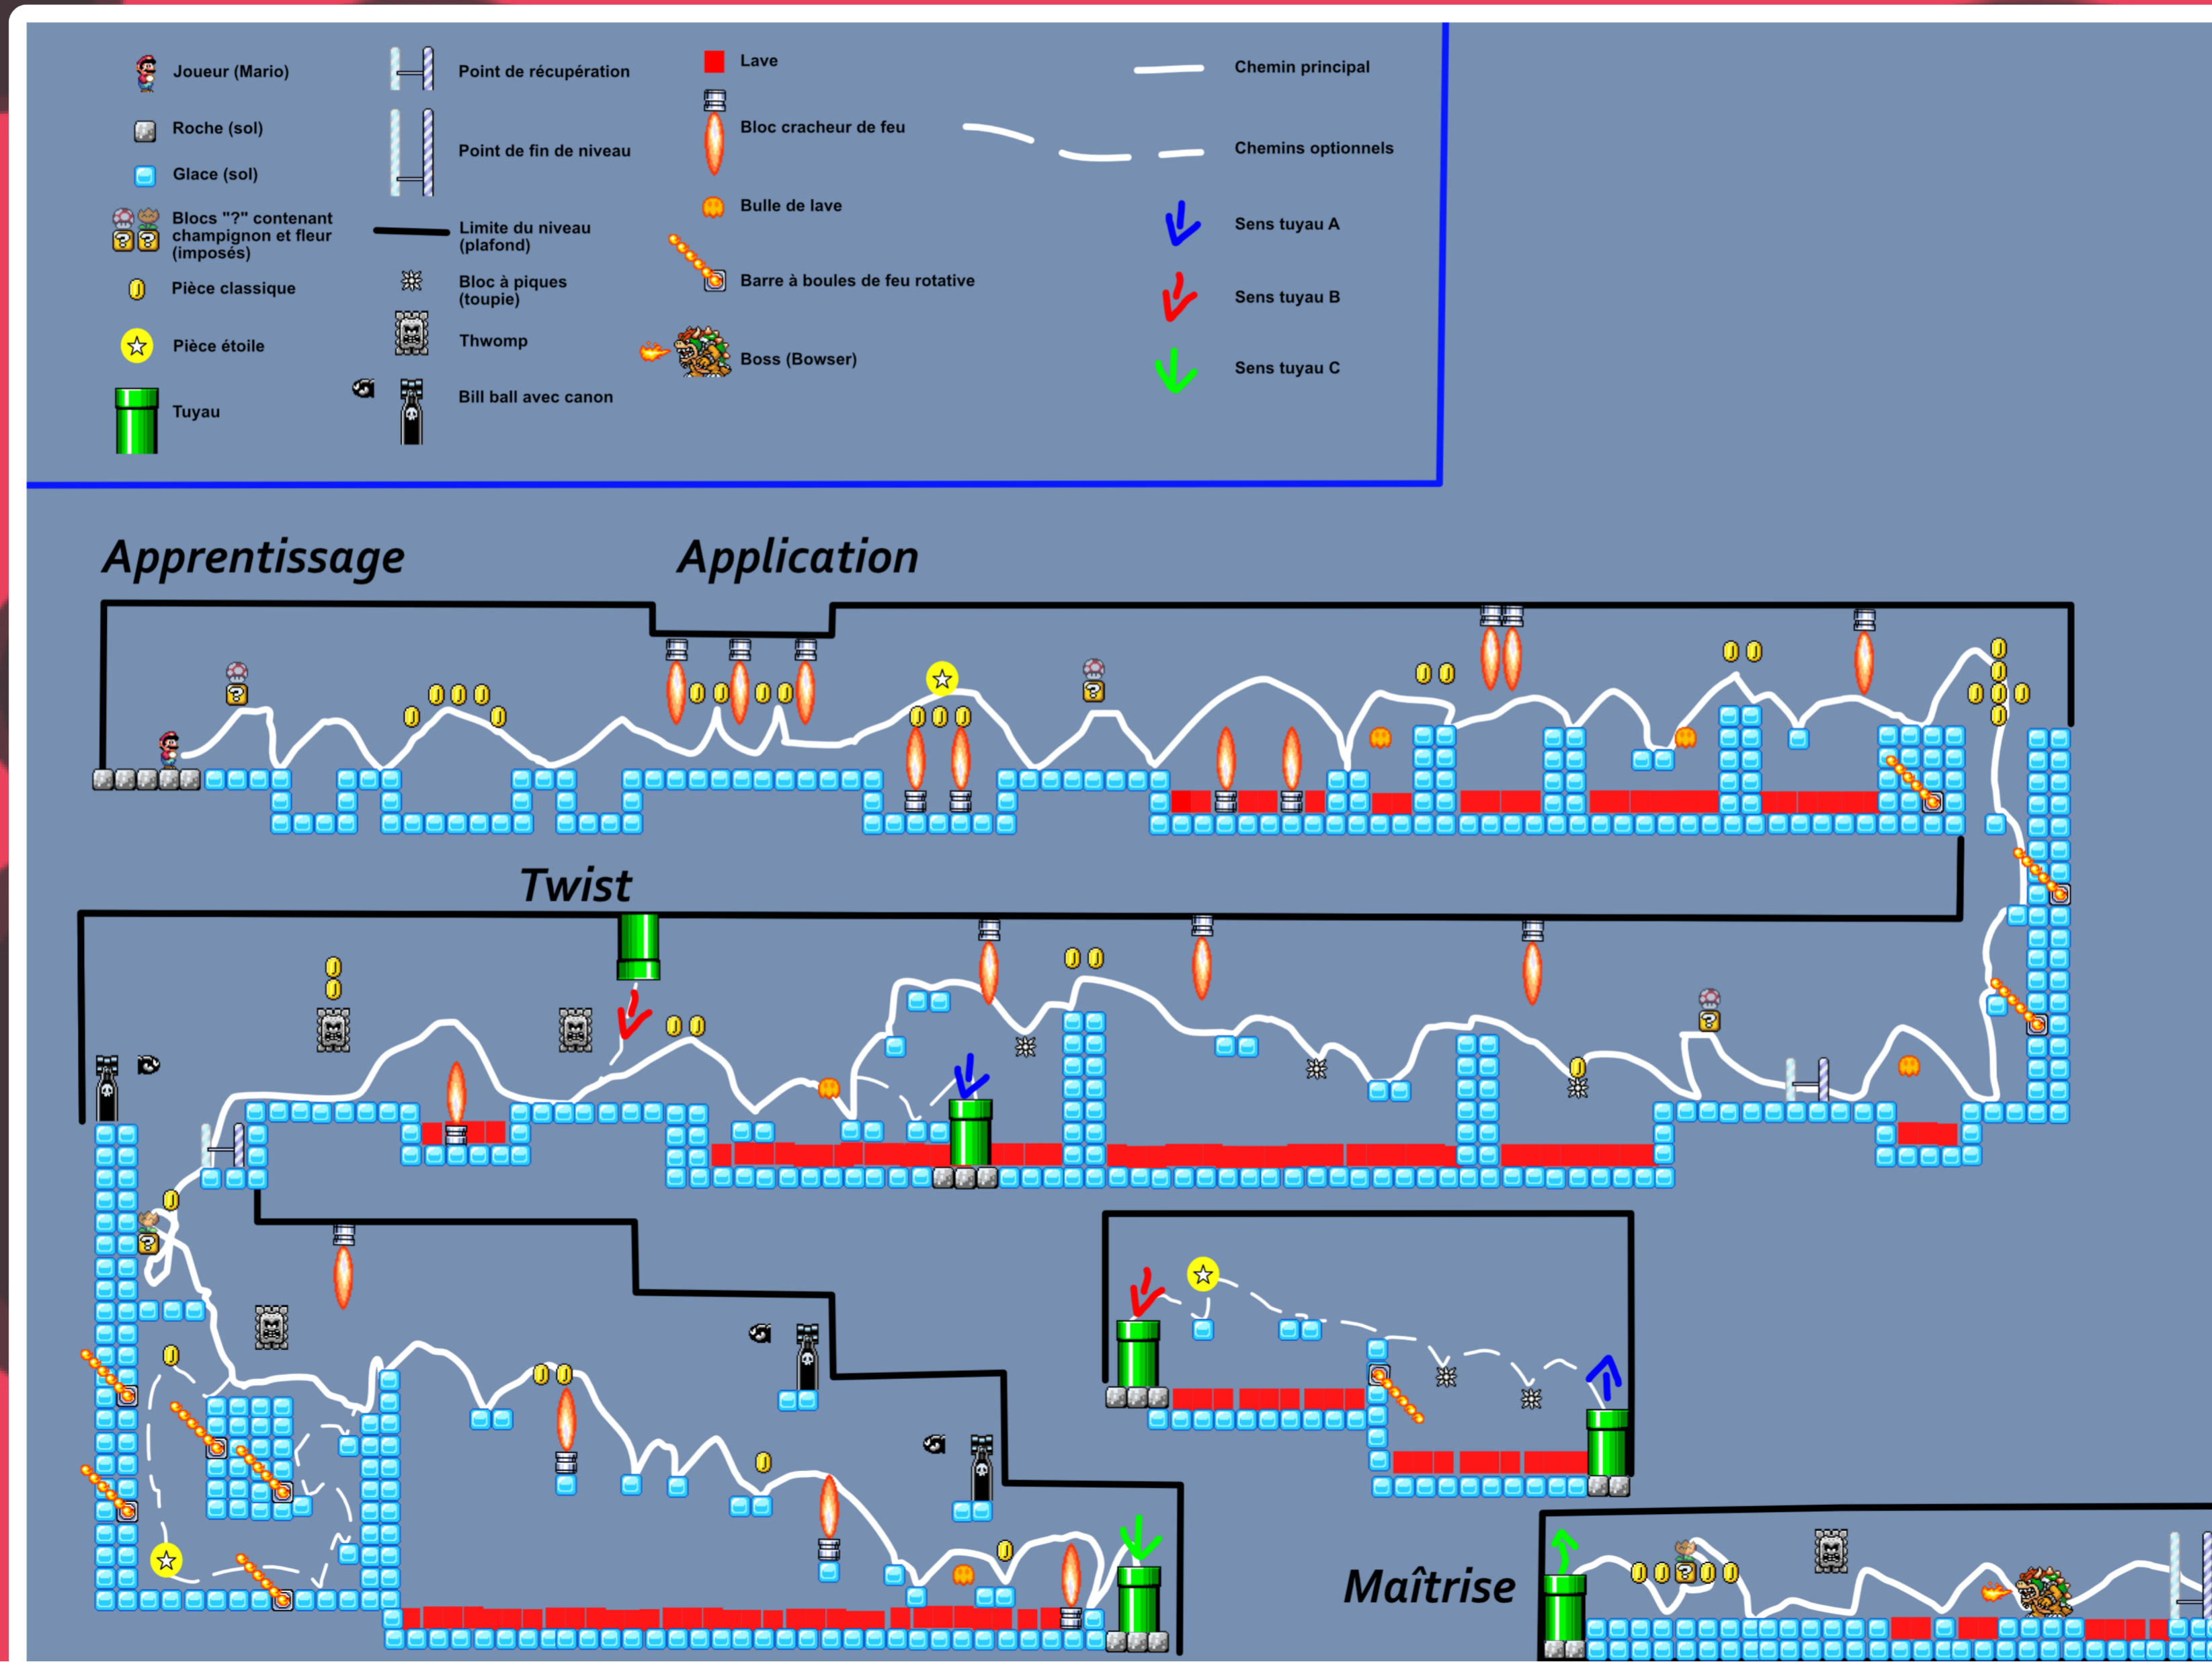 Joueur (Mario)
Roche (sol)
Glace (sol)
Blocs "?" contenant
champignon et fleur
(imposés)
Pièce classique
Pièce étoile
Tuyau
Point de récupération
Point de fin de niveau
Limite du niveau
(plafond)
Bloc à piques
(toupie)
Thwomp
Bill ball avec canon
Lave
Bloc cracheur de feu
Bulle de lave
Barre à boules de feu rotative
Boss (Bowser)
Chemin principal
Chemins optionnels
Sens tuyau A
Sens tuyau B
Sens tuyau C
Apprentissage
Application
Twist
Maîtrise